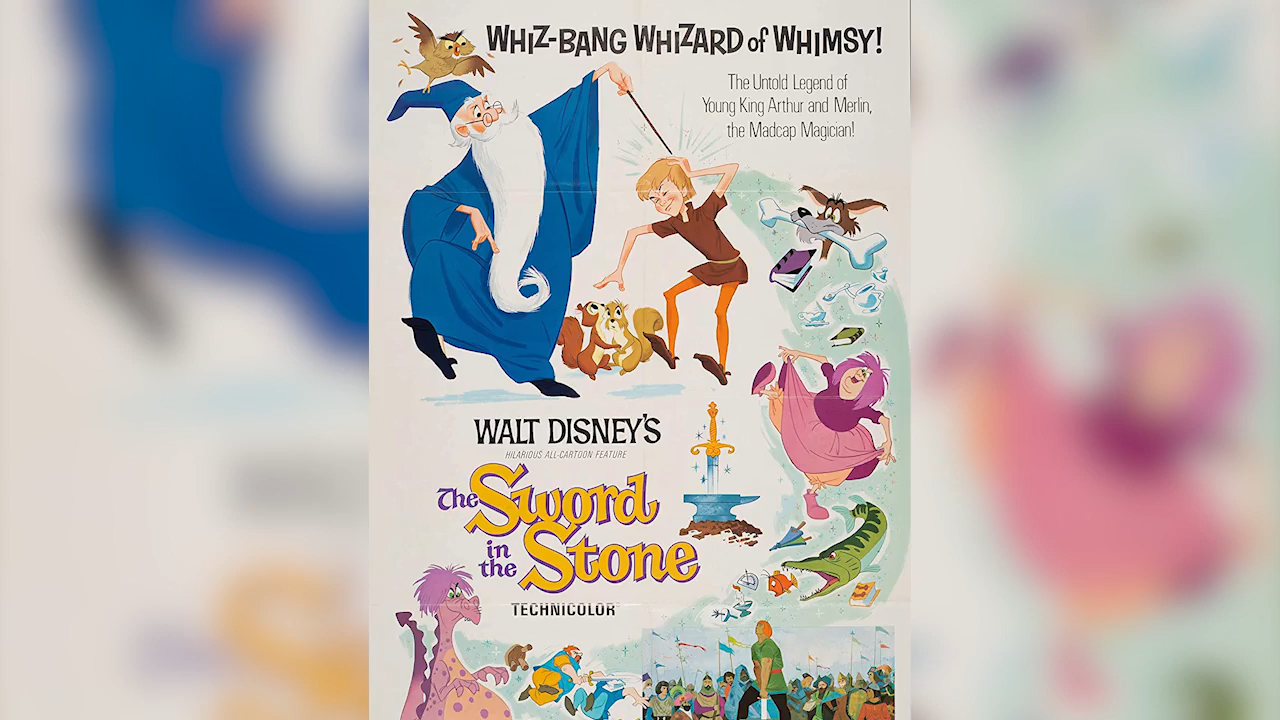 WHIZ-BANG WHIZARD of WHIMSY!
The Untold Legend of
Young King Arthur and Merlin,
the Madcap Magician!
WALT DISNEY'S
HILARIOUS ALL-CARTOON FEATURE
The Sword
in the Stone
TECHNICOLOR